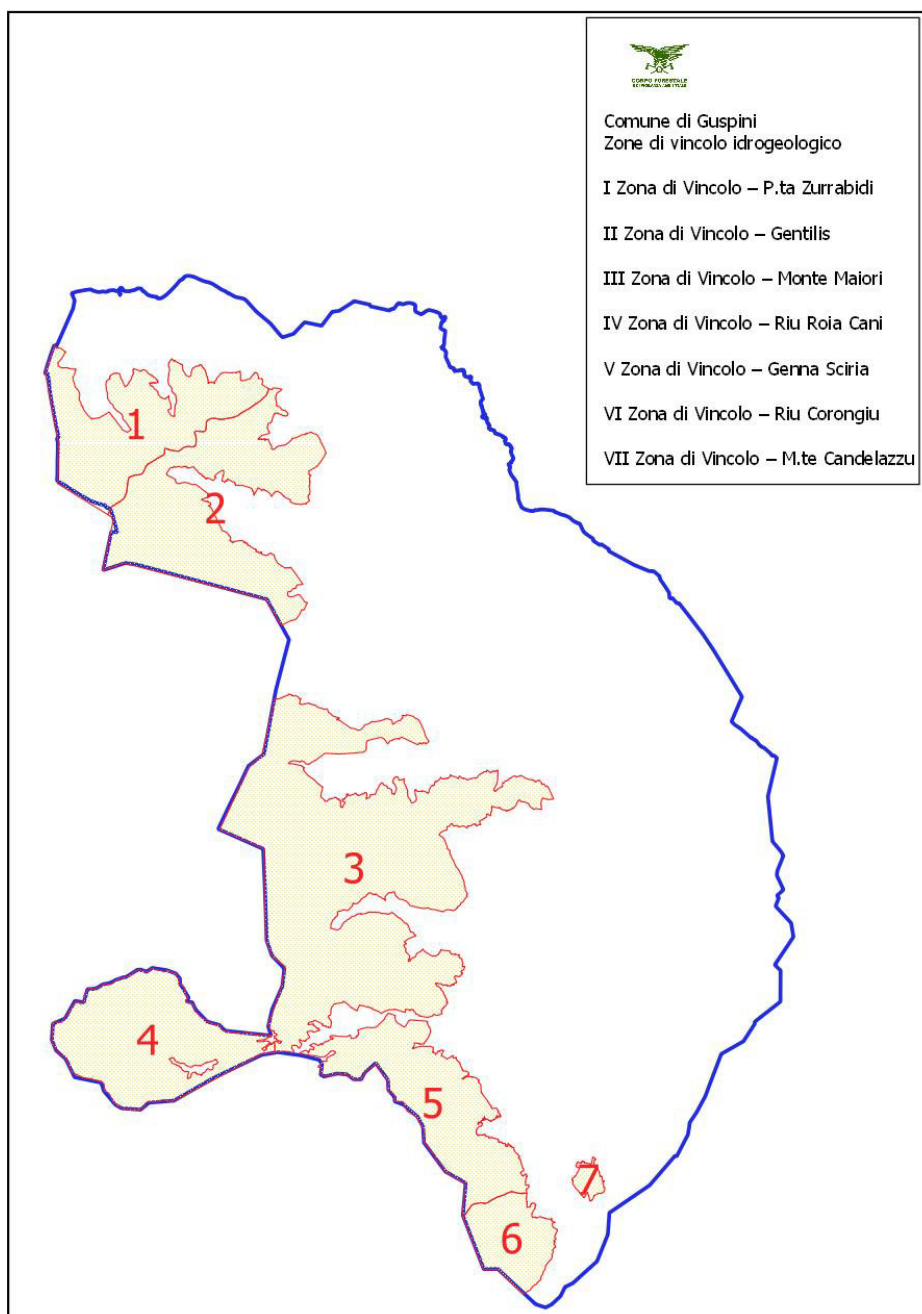 CORPO FORESTALE
Comune di Guspini
Zone di vincolo idrogeologico
I Zona di Vincolo – P.ta Zurrabidi
II Zona di Vincolo – Gentilis
III Zona di Vincolo – Monte Maiori
IV Zona di Vincolo – Riu Roia Cani
V Zona di Vincolo – Genna Sciria
VI Zona di Vincolo – Riu Corongiu
VII Zona di Vincolo – M.te Candelazzu
1
2
3
4
5
7
6